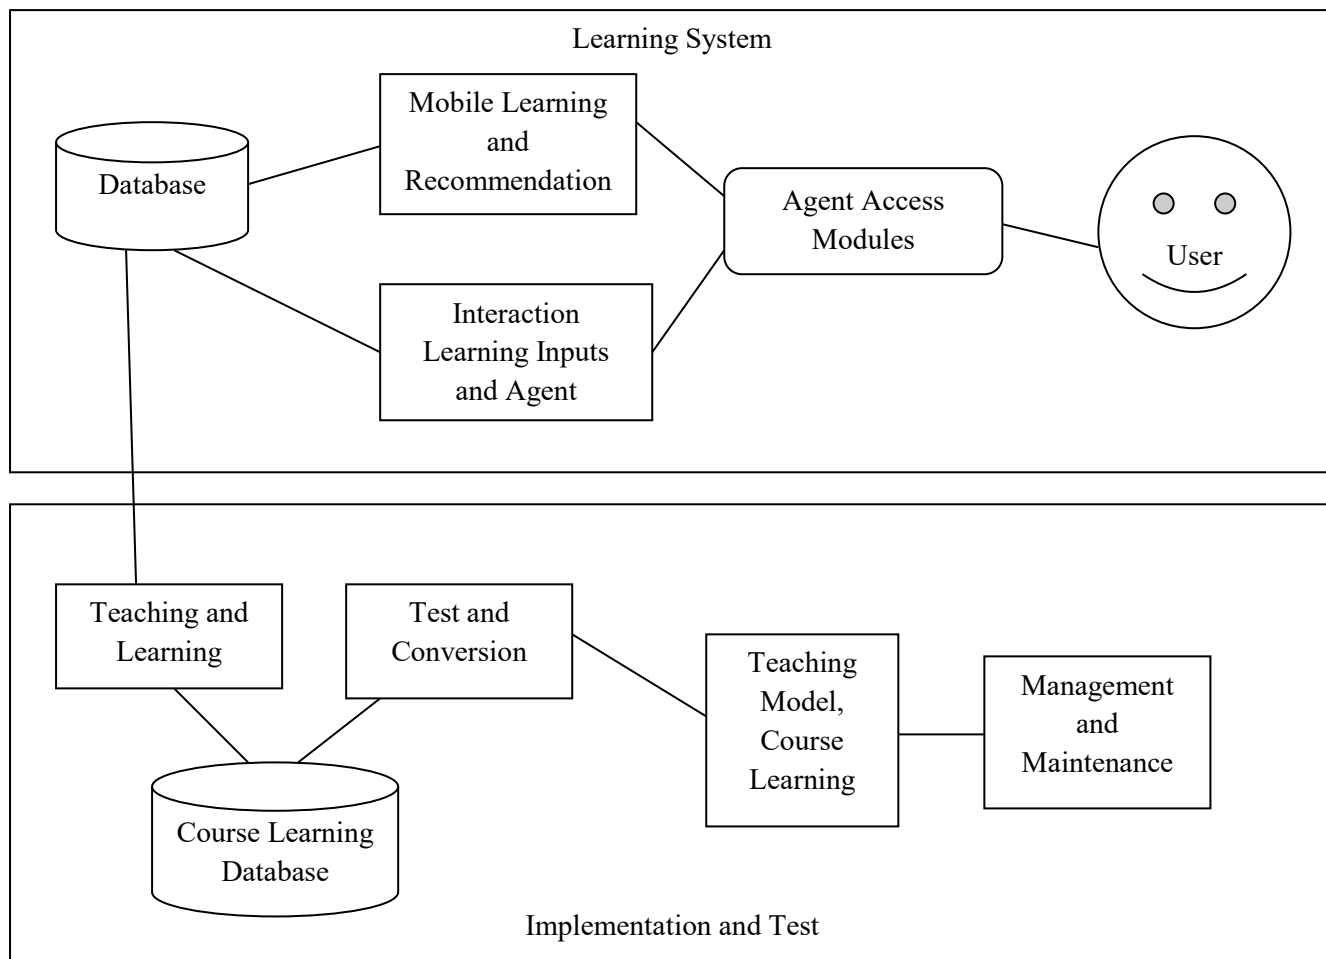 Learning System
Mobile Learning
and
Recommendation
Database
Agent Access
Modules
User
Interaction
Learning Inputs
and Agent
Teaching and
Learning
Test and
Conversion
Teaching
Model,
Course
Learning
Management
and
Maintenance
Course Learning
Database
Implementation and Test